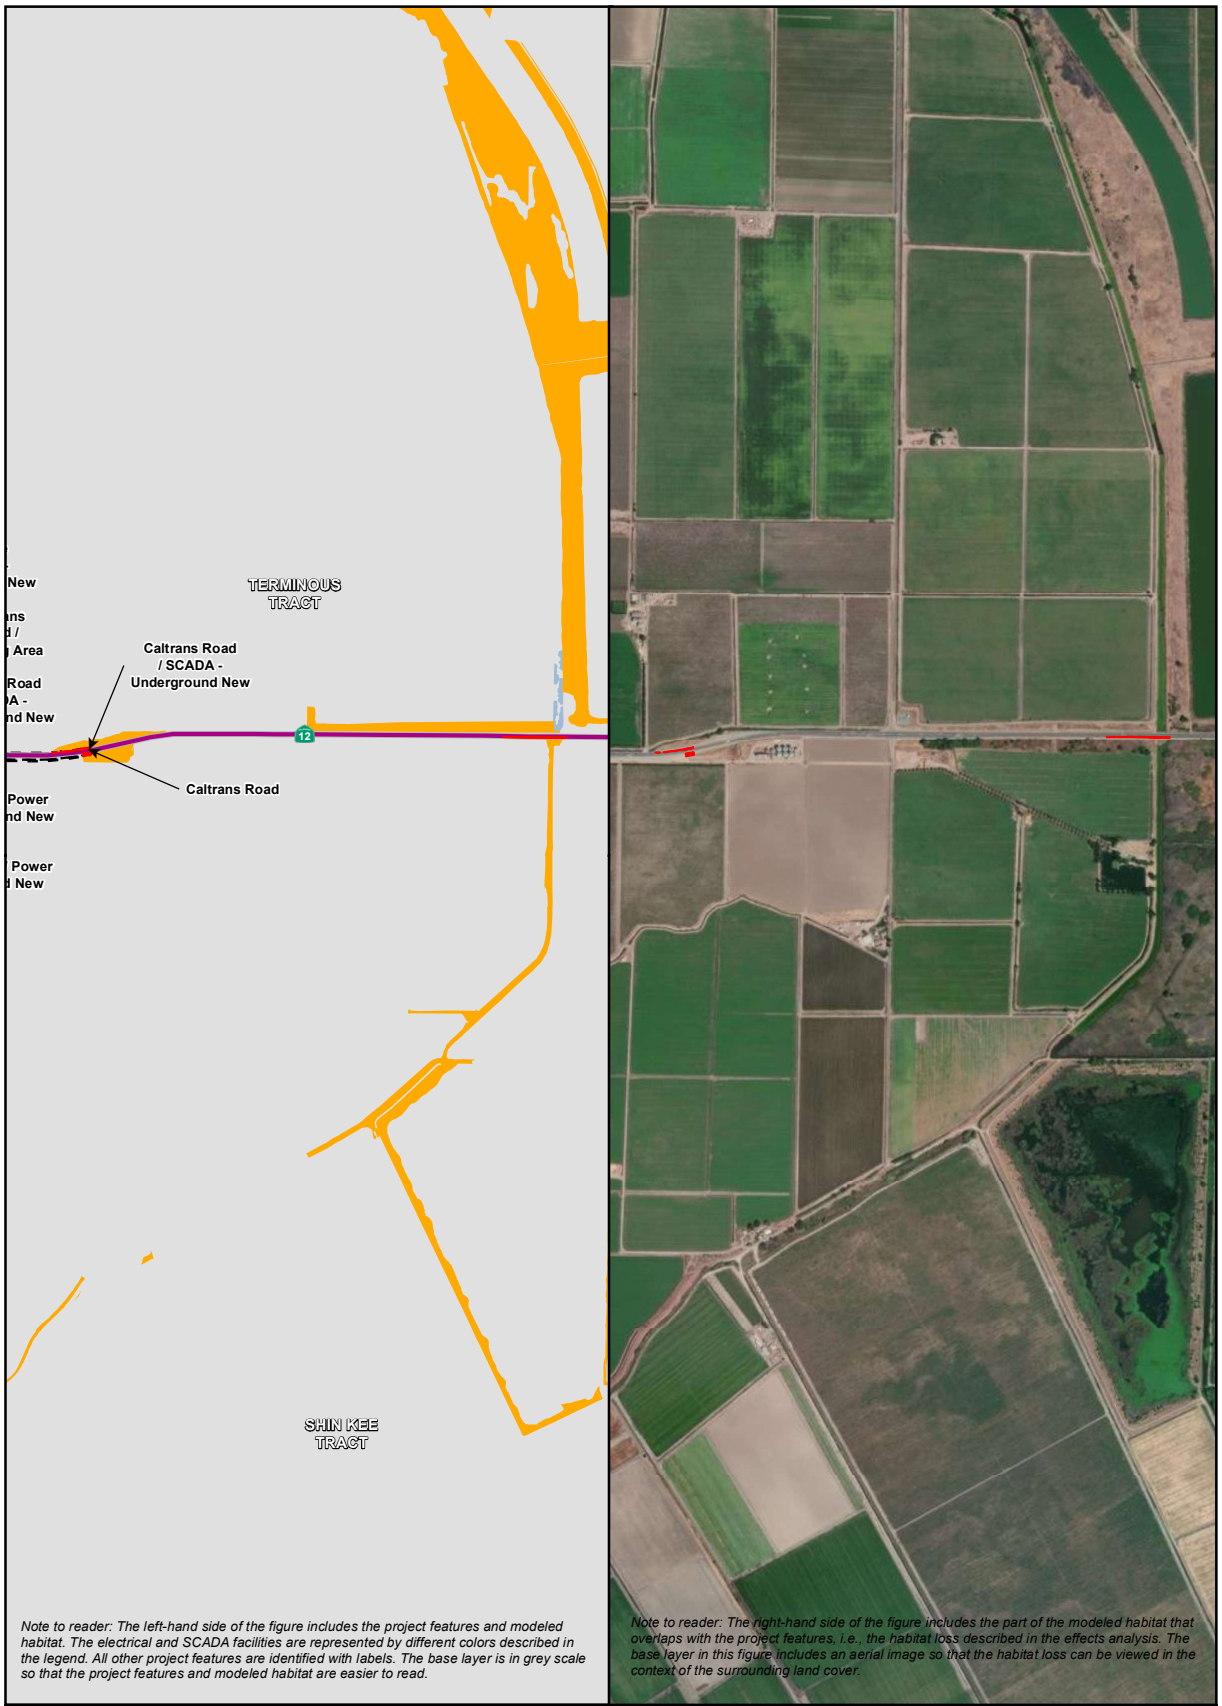 New
Area
Road
nd New
TERMINOUS
TRACT
Caltrans Road
/ SCADA -
Underground New
12
Caltrans Road
Power
nd New
Power
New
SHIN KEE
TRACT
Note to reader: The left-hand side of the figure includes the project features and modeled
habitat. The electrical and SCADA facilities are represented by different colors described in
the legend. All other project features are identified with labels. The base layer is in grey scale
so that the project features and modeled habitat are easier to read.
Note to reader: The right-hand side of the figure includes the part of the modeled habitat that
overlaps with the project features, i.e., the habitat loss described in the effects analysis. The
base layer in this figure includes an aerial image so that the habitat loss can be viewed in the
context of the surrounding land cover.